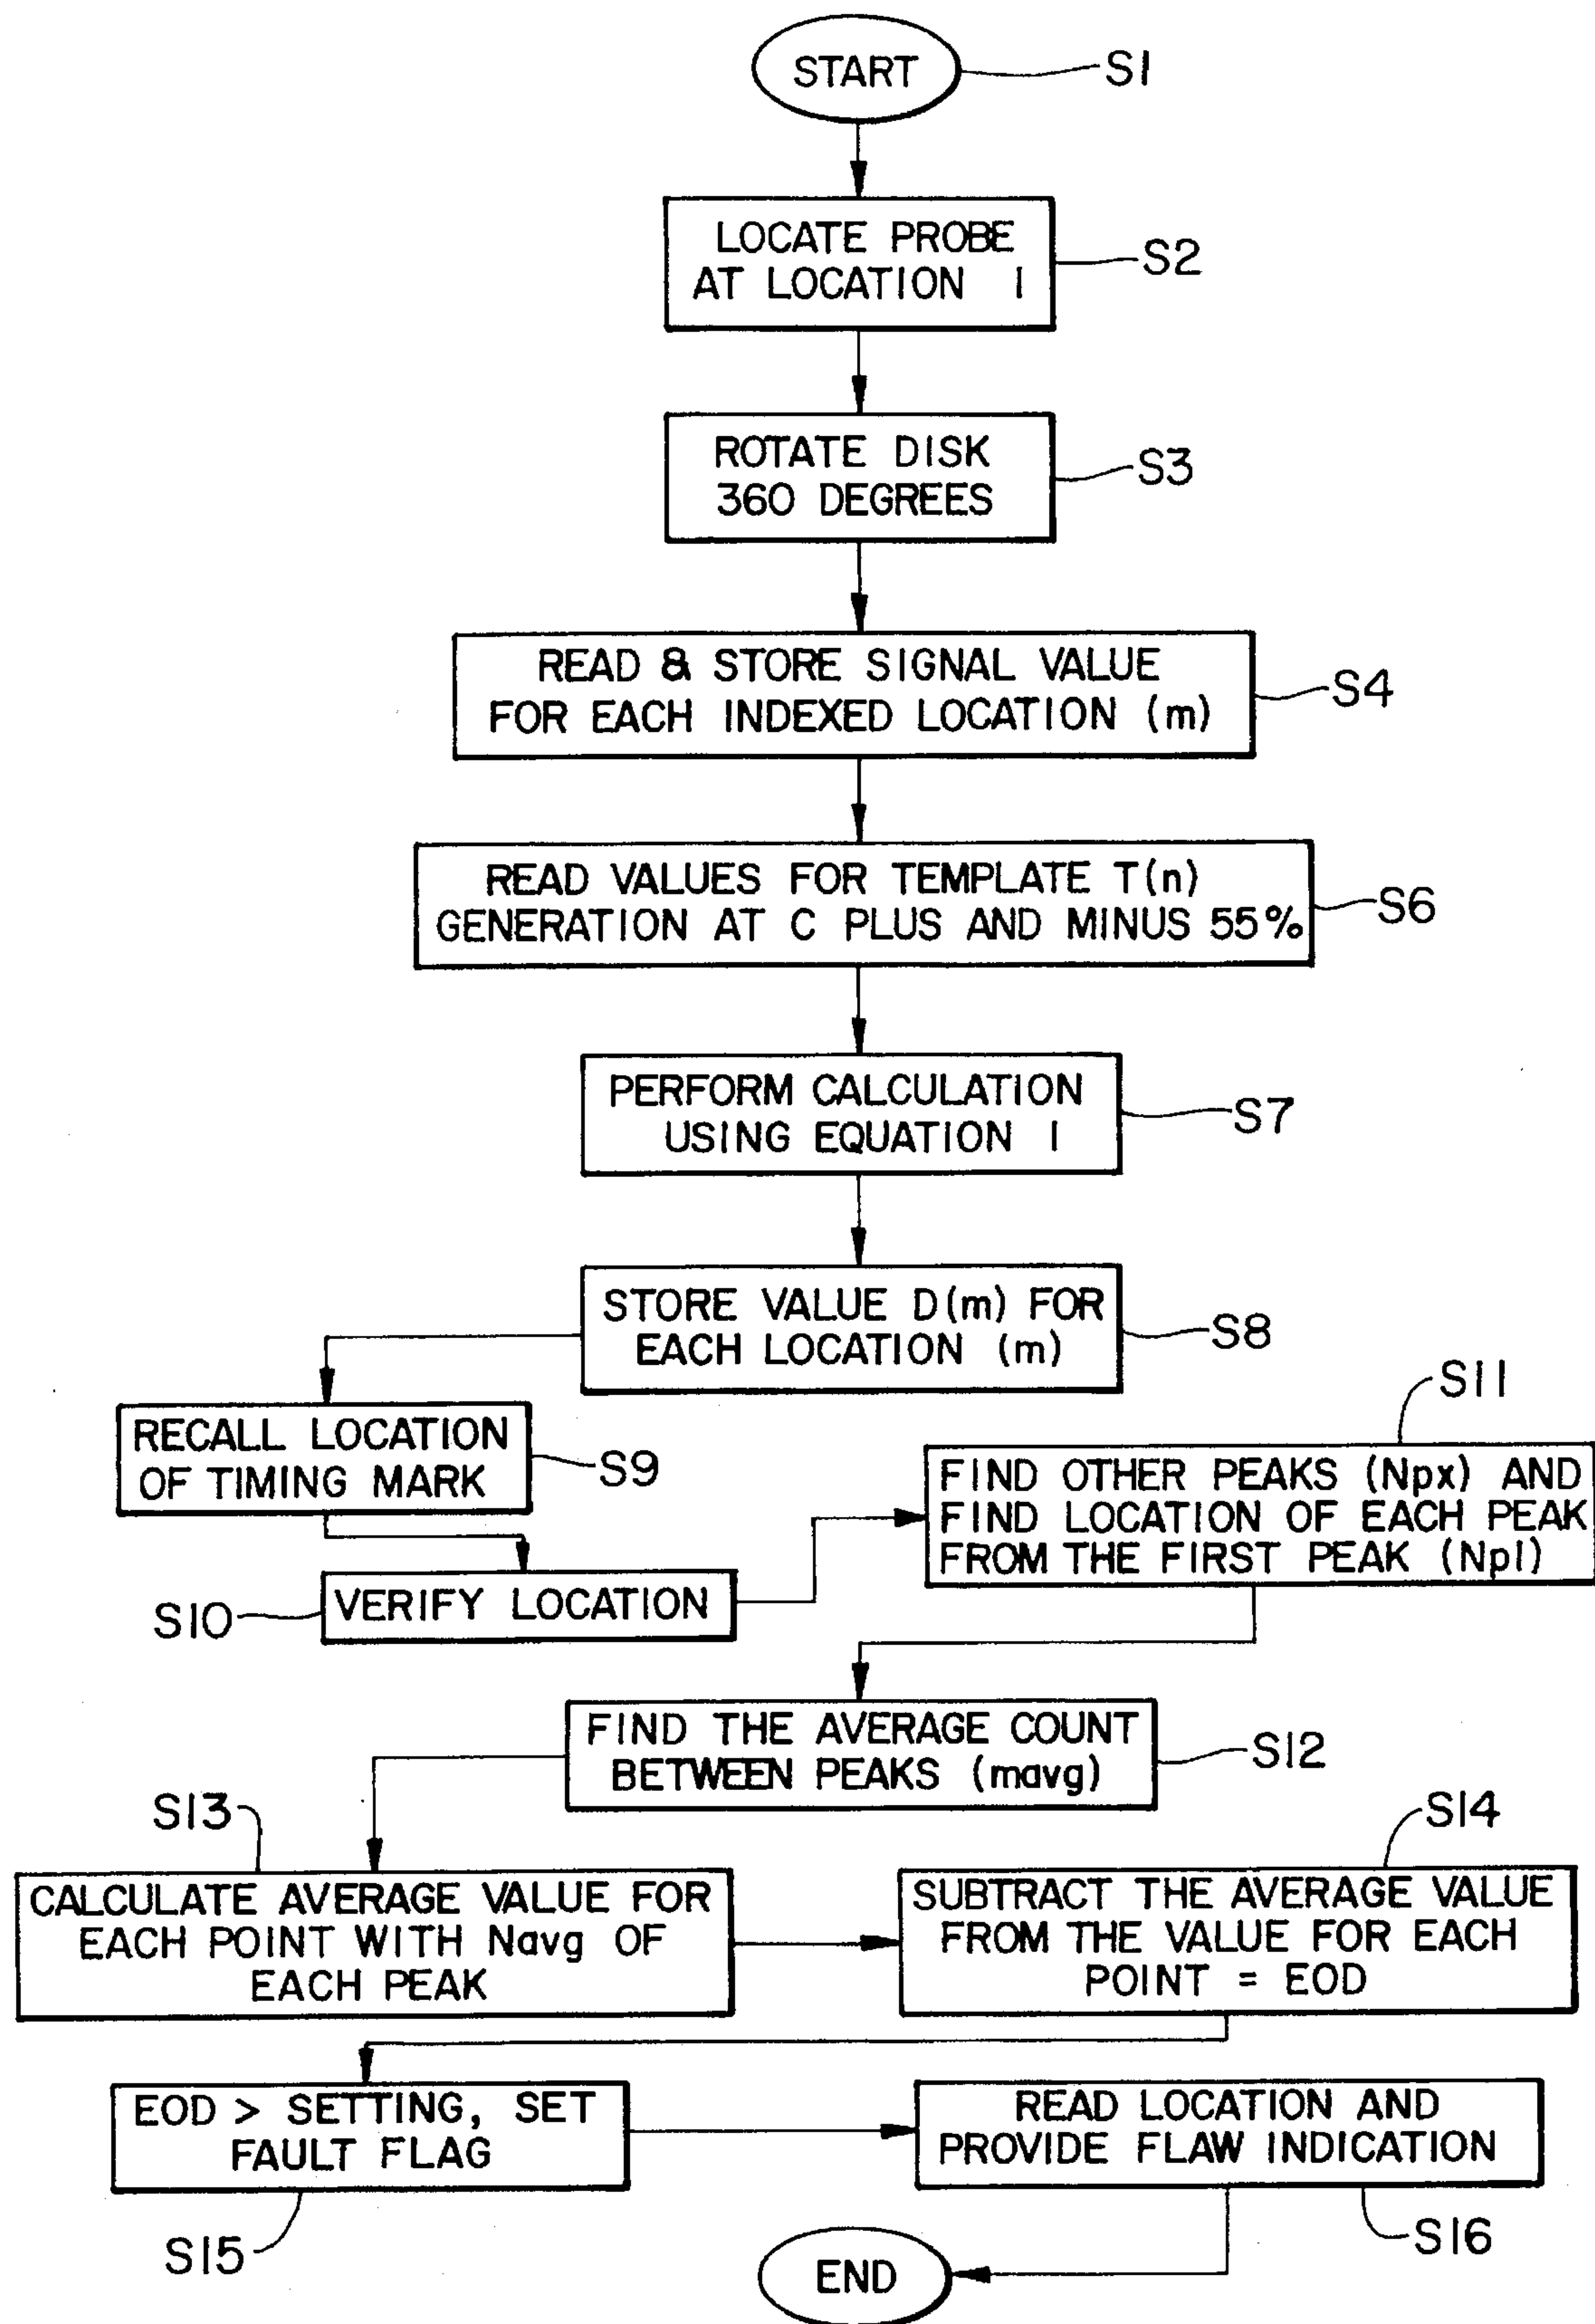 START
S1
LOCATE PROBE
AT LOCATION 1
S2
ROTATE DISK
360 DEGREES
S3
READ & STORE SIGNAL VALUE
FOR EACH INDEXED LOCATION (m)
S4
READ VALUES FOR TEMPLATE T(n)
GENERATION AT C PLUS AND MINUS 55%
S6
PERFORM CALCULATION
USING EQUATION 1
S7
STORE VALUE D(m) FOR
EACH LOCATION (m)
S8
RECALL LOCATION
OF TIMING MARK
S9
VERIFY LOCATION
S10
S11
FIND OTHER PEAKS (Npx) AND
FIND LOCATION OF EACH PEAK
FROM THE FIRST PEAK (Np1)
FIND THE AVERAGE COUNT
BETWEEN PEAKS (mavg)
S12
S13
CALCULATE AVERAGE VALUE FOR
EACH POINT WITH Navg OF
EACH PEAK
S14
SUBTRACT THE AVERAGE VALUE
FROM THE VALUE FOR EACH
POINT = EOD
EOD > SETTING, SET
FAULT FLAG
S15
READ LOCATION AND
PROVIDE FLAW INDICATION
S16
END